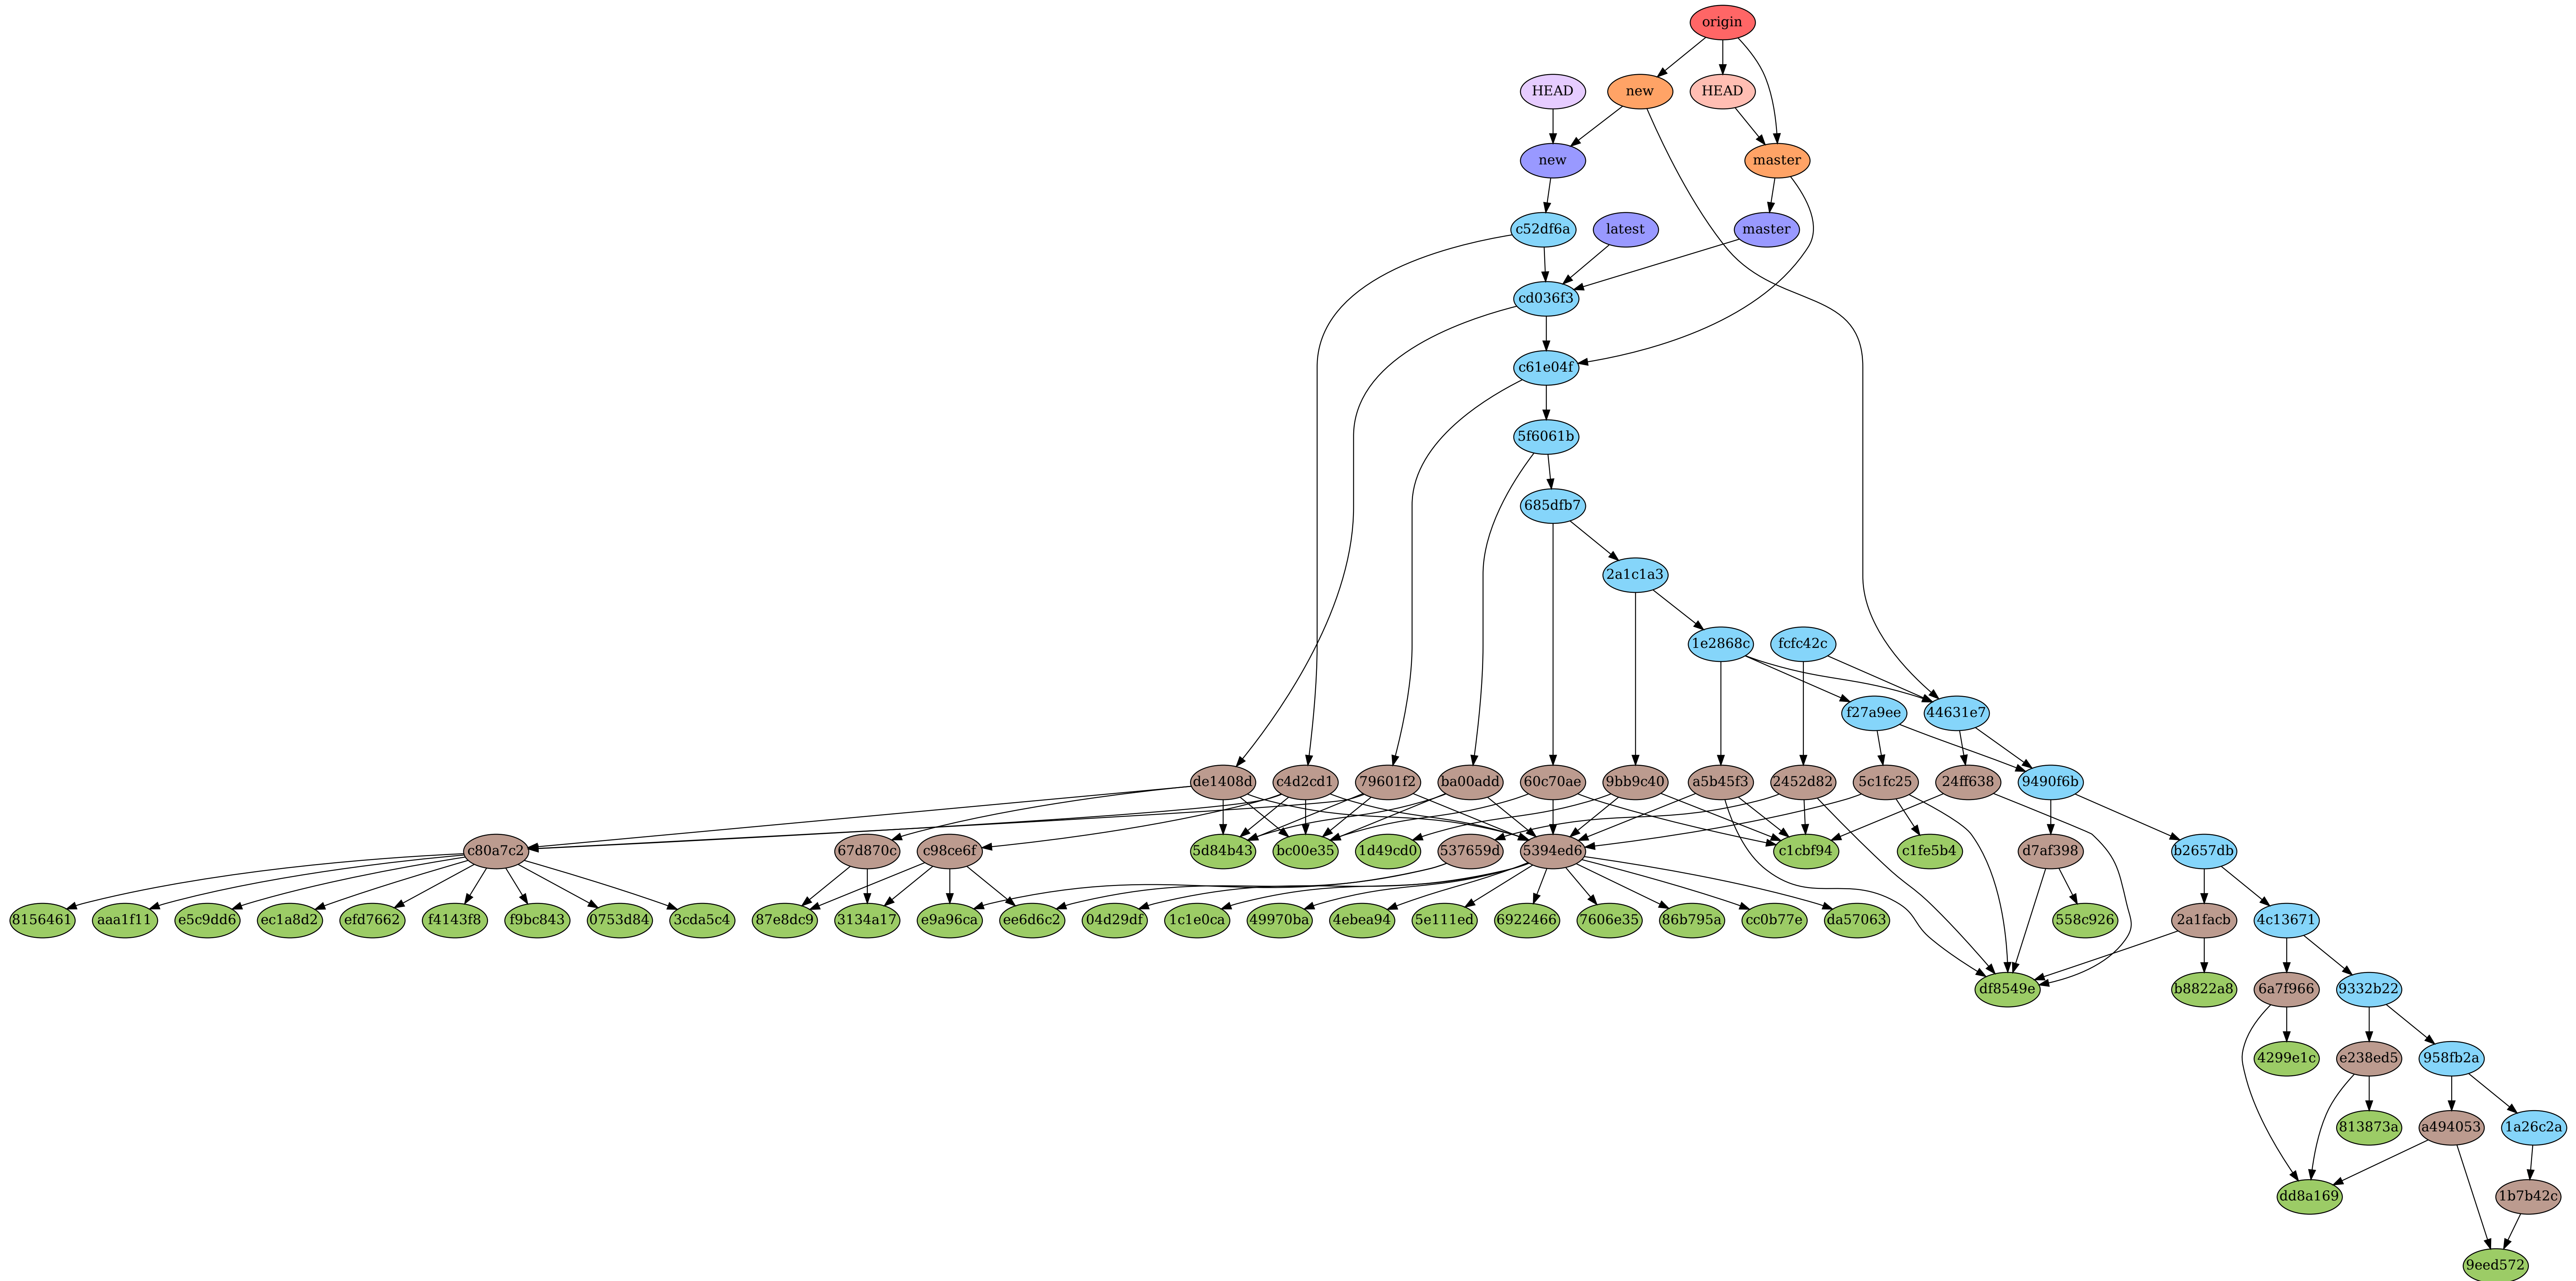 origin
HEAD
new
HEAD
new
master
c52df6a
latest
master
cd036f3
c61e04f
5f6061b
685dfb7
2a1c1a3
1e2868c
fcfc42c
f27a9ee
44631e7
de1408d
c4d2cd1
79601f2
ba00add
60c70ae
9bb9c40
a5b45f3
2452d82
5c1fc25
24ff638
9490f6b
c80a7c2
67d870c
c98ce6f
5d84b43
bc00e35
1d49cd0
537659d
5394ed6
c1cbf94
c1fe5b4
d7af398
b2657db
8156461
aaa1f11
e5c9dd6
ec1a8d2
efd7662
f4143f8
f9bc843
0753d84
3cda5c4
87e8dc9
3134a17
e9a96ca
ee6d6c2
04d29df
1c1e0ca
49970ba
4ebea94
5e111ed
6922466
7606e35
86b795a
cc0b77e
da57063
558c926
2a1facb
4c13671
df8549e
b8822a8
6a7f966
9332b22
4299e1c
e238ed5
958fb2a
813873a
a494053
1a26c2a
dd8a169
1b7b42c
9eed572